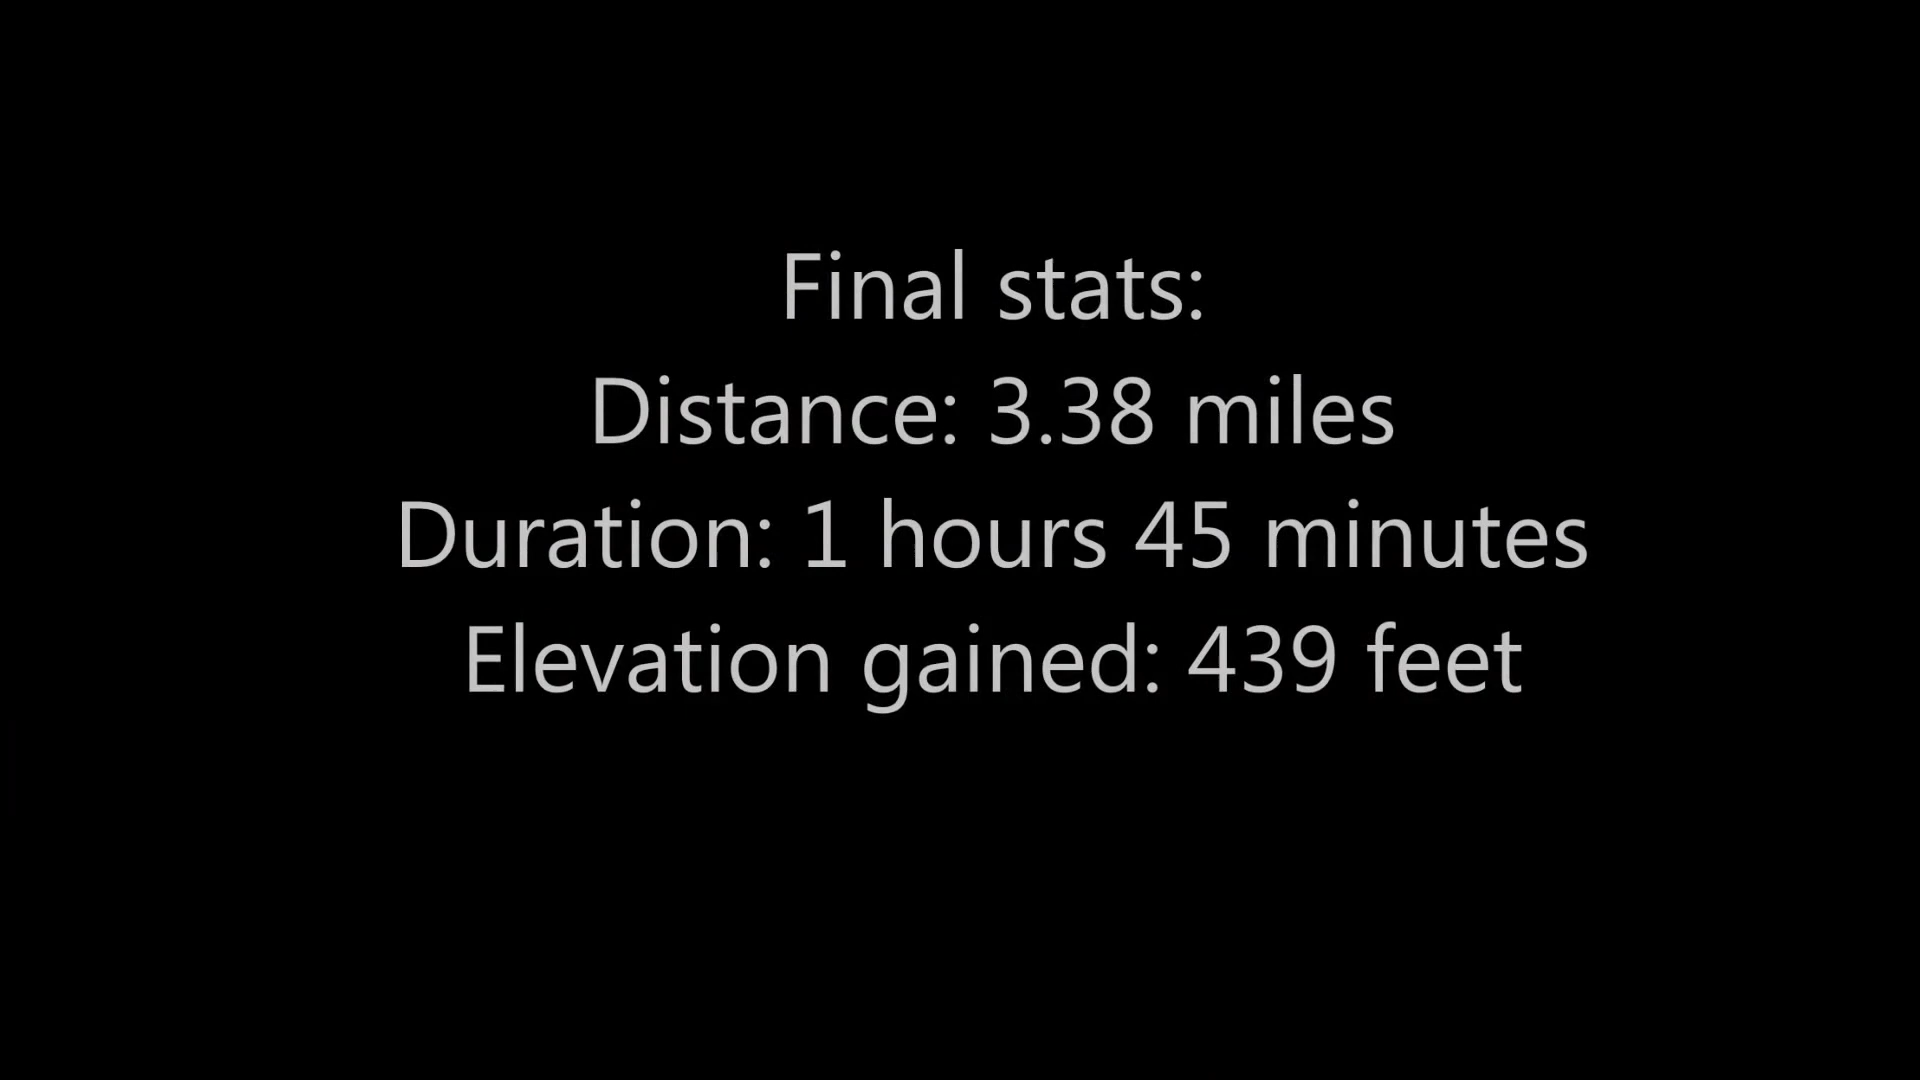 Final stats:
Distance: 3.38 miles
Duration: 1 hours 45 minutes
Elevation gained: 439 feet